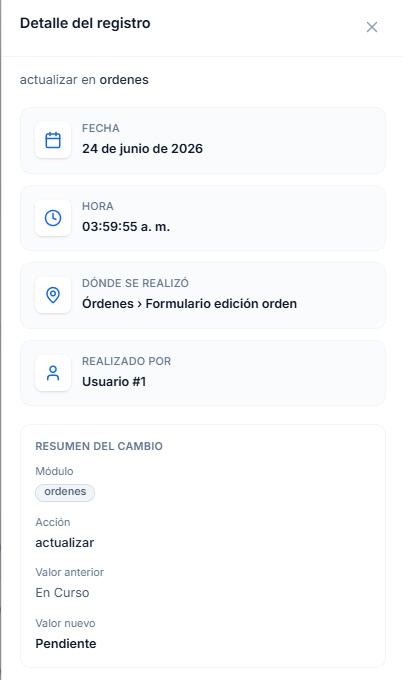 Detalle del registro
actualizar en ordenes
FECHA
24 de junio de 2026
HORA
03:59:55 a. m.
DÓNDE SE REALIZÓ
Órdenes › Formulario edición orden
REALIZADO POR
Usuario #1
RESUMEN DEL CAMBIO
Módulo
ordenes
Acción
actualizar
Valor anterior
En Curso
Valor nuevo
Pendiente